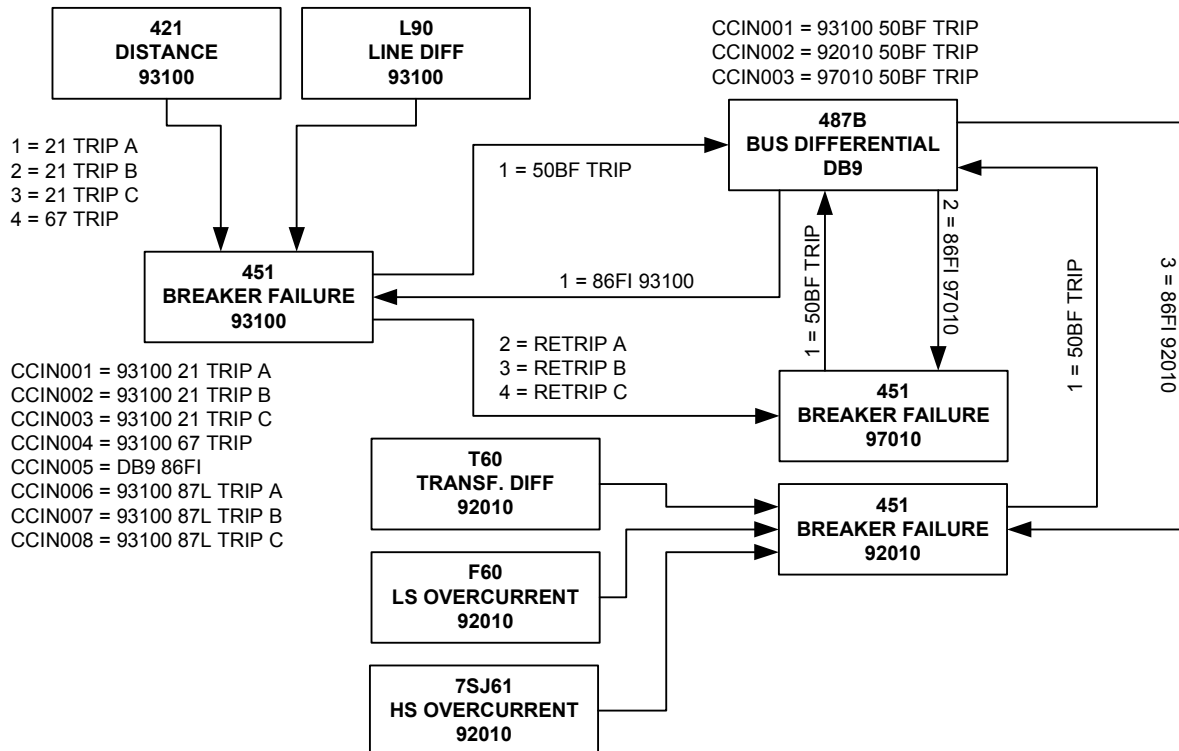 421
DISTANCE
93100
L90
LINE DIFF
93100
CCIN001 = 93100 50BF TRIP
CCIN002 = 92010 50BF TRIP
CCIN003 = 97010 50BF TRIP
487B
BUS DIFFERENTIAL
DB9
1 = 21 TRIP A
2 = 21 TRIP B
3 = 21 TRIP C
4 = 67 TRIP
1 = 50BF TRIP
451
BREAKER FAILURE
93100
1 = 86FI 93100
1 = 50BF TRIP
2 = 86FI 97010
1 = 50BF TRIP
3 = 86FI 92010
2 = RETRIP A
3 = RETRIP B
4 = RETRIP C
CCIN001 = 93100 21 TRIP A
CCIN002 = 93100 21 TRIP B
CCIN003 = 93100 21 TRIP C
CCIN004 = 93100 67 TRIP
CCIN005 = DB9 86FI
CCIN006 = 93100 87L TRIP A
CCIN007 = 93100 87L TRIP B
CCIN008 = 93100 87L TRIP C
451
BREAKER FAILURE
97010
T60
TRANSF. DIFF
92010
451
BREAKER FAILURE
92010
F60
LS OVERCURRENT
92010
7SJ61
HS OVERCURRENT
92010